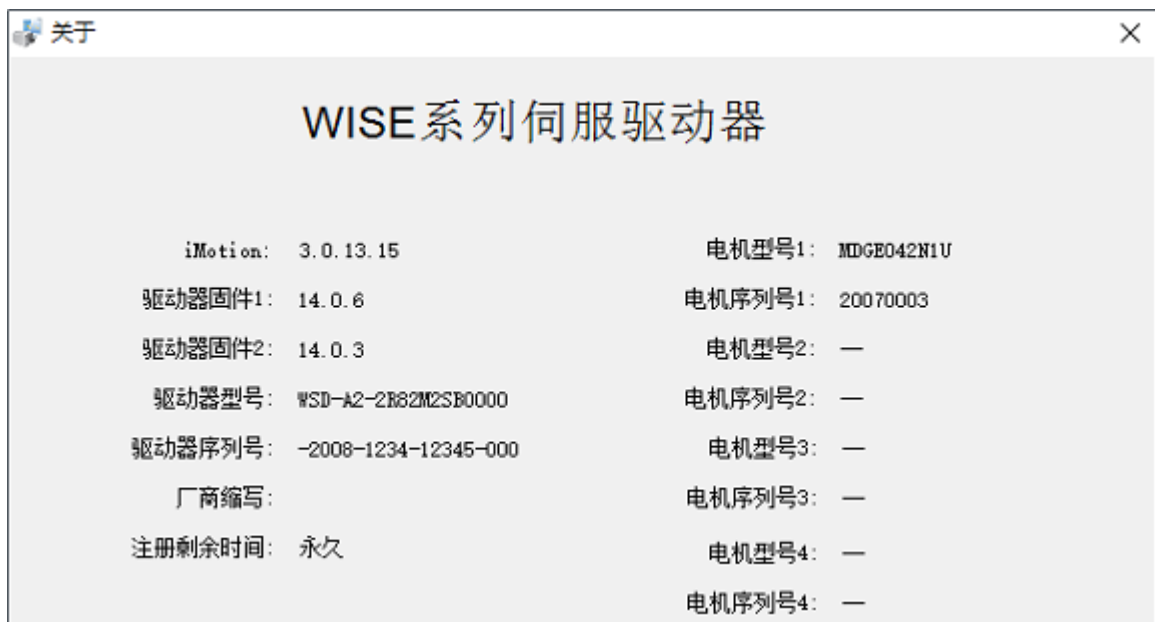 关于
WISE系列伺服驱动器
iMotion: 3.0.13.15
电机型号1: MDGE042N1U
驱动器固件1: 14.0.6
电机序列号1: 20070003
驱动器固件2: 14.0.3
电机型号2: —
驱动器型号: WSD-A2-2R82M2SB0000
电机序列号2: —
驱动器序列号: -2008-1234-12345-000
电机型号3: —
厂商缩写:
电机序列号3: —
注册剩余时间: 永久
电机型号4: —
电机序列号4: —